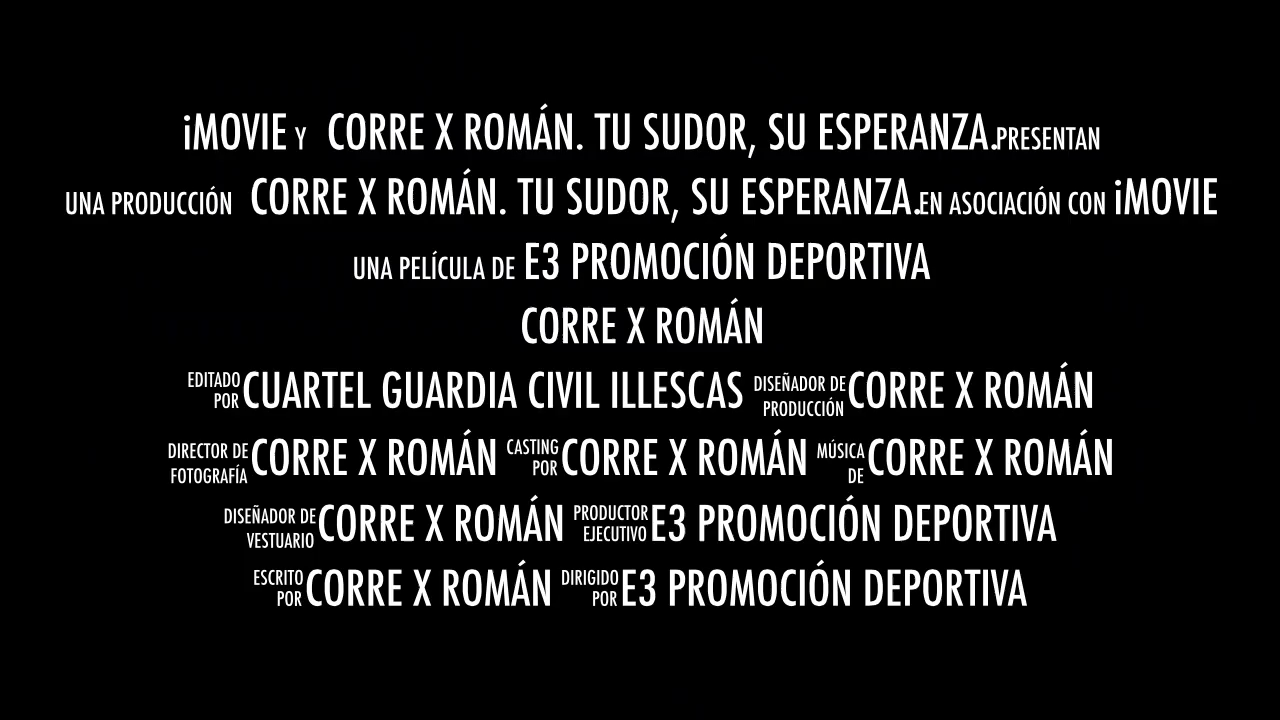 iMOVIE Y CORRE X ROMÁN. TU SUDOR, SU ESPERANZA. PRESENTAN
UNA PRODUCCIÓN CORRE X ROMÁN. TU SUDOR, SU ESPERANZA. EN ASOCIACIÓN CON iMOVIE
UNA PELÍCULA DE E3 PROMOCIÓN DEPORTIVA
CORRE X ROMÁN
EDITADO POR CUARTEL GUARDIA CIVIL ILLESCAS DISEÑADOR DE PRODUCCIÓN CORRE X ROMÁN
DIRECTOR DE FOTOGRAFÍA CORRE X ROMÁN CASTING POR CORRE X ROMÁN MÚSICA DE CORRE X ROMÁN
DISEÑADOR DE VESTUARIO CORRE X ROMÁN PRODUCTOR EJECUTIVO E3 PROMOCIÓN DEPORTIVA
ESCRITO POR CORRE X ROMÁN DIRIGIDO POR E3 PROMOCIÓN DEPORTIVA